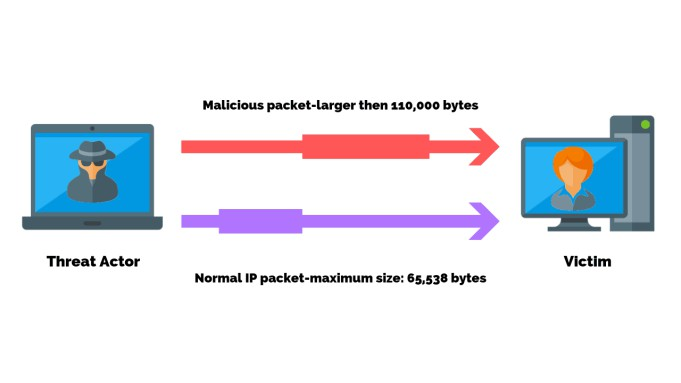 Malicious packet-larger then 110,000 bytes
Threat Actor
Victim
Normal IP packet-maximum size: 65,538 bytes